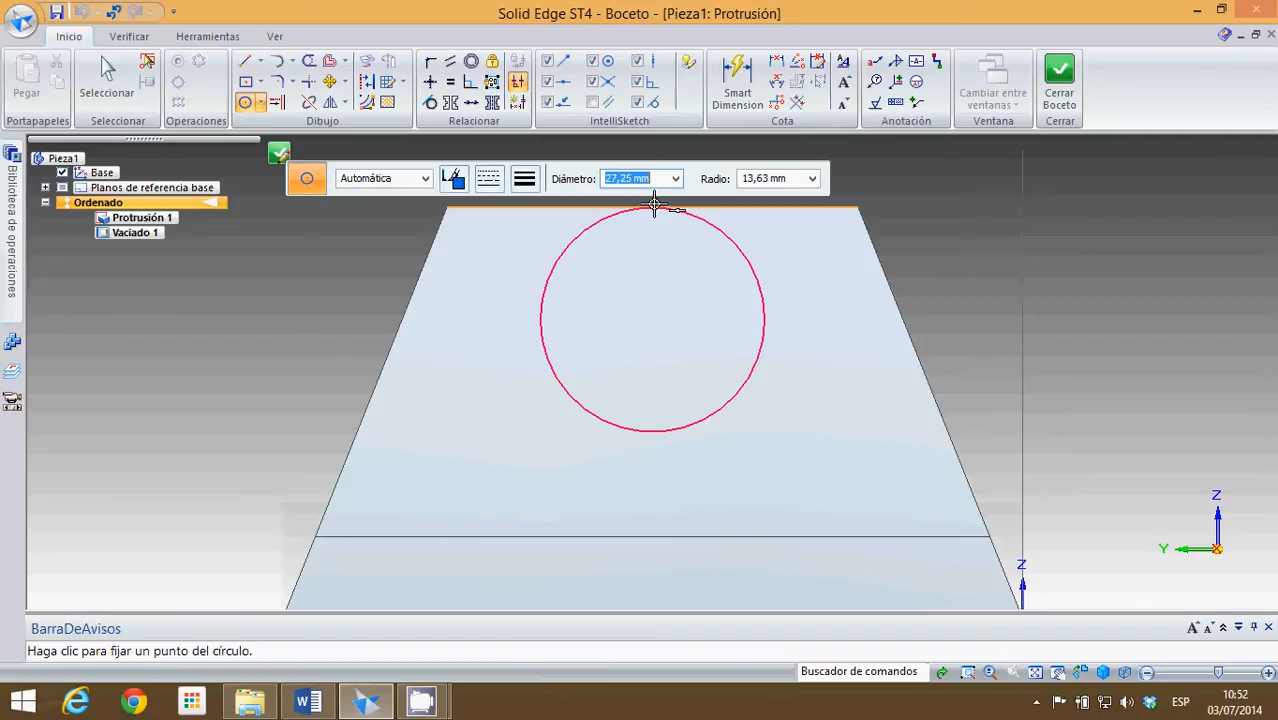 Solid Edge ST4 - Boceto - [Pieza1: Protrusión]
Inicio
Verificar
Herramientas
Ver
Pegar
Portapapeles
Seleccionar
Seleccionar
Operaciones
Dibujo
Relacionar
IntelliSketch
Smart
Dimension
Cota
Anotación
Cambiar entre
ventanas
Ventana
Cerrar
Boceto
Cerrar
Biblioteca de operaciones
Pieza1
Base
Planos de referencia base
Ordenado
Protrusión 1
Vaciado 1
Automática
Diámetro: 27,25 mm
Radio: 13,63 mm
Z
Y
Z
BarraDeAvisos
Haga clic para fijar un punto del círculo.
Buscador de comandos
ESP
10:52
03/07/2014